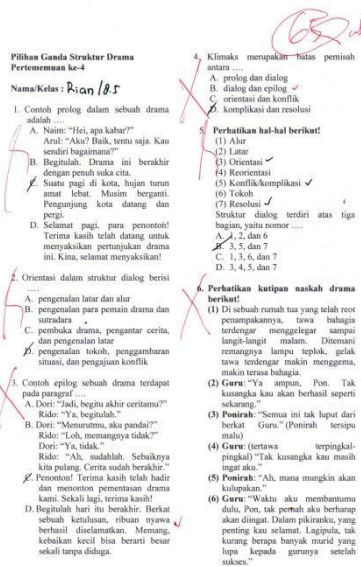 65
Pilihan Ganda Struktur Drama
Pertememuan ke-4
Nama/Kelas : Rian / 8.5
1. Contoh prolog dalam sebuah drama
adalah ....
A. Naim: "Hei, apa kabar?"
Arul: "Aku? Baik, tentu saja. Kau
sendiri bagaimana?"
B. Begitulah. Drama ini berakhir
dengan penuh suka cita.
C. Suatu pagi di kota, hujan turun
amat lebat. Musim berganti.
Pengunjung kota datang dan
pergi.
D. Selamat pagi, para penonton!
Terima kasih telah datang untuk
menyaksikan pertunjukan drama
ini. Kina, selamat menyaksikan!
2. Orientasi dalam struktur dialog berisi
....
A. pengenalan latar dan alur
B. pengenalan para pemain drama dan
sutradara
C. pembuka drama, pengantar cerita,
dan pengenalan latar
D. pengenalan tokoh, penggambaran
situasi, dan pengajuan konflik
3. Contoh epilog sebuah drama terdapat
pada paragraf ....
A. Dori: "Jadi, begitu akhir ceritamu?"
Rido: "Ya, begitulah."
B. Dori: "Menurutmu, aku pandai?"
Rido: "Loh, memangnya tidak?"
Dori: "Ya, tidak."
Rido: "Ah, sudahlah. Sebaiknya
kita pulang. Cerita sudah berakhir."
C. Penonton! Terima kasih telah hadir
dan menonton pementasan drama
kami. Sekali lagi, terima kasih!
D. Begitulah hari itu berakhir. Berkat
sebuah ketulusan, ribuan nyawa
berhasil diselamatkan. Memang,
kebaikan kecil bisa berarti besar
sekali tanpa diduga.
4. Klimaks merupakan batas pemisah
antara ....
A. prolog dan dialog
B. dialog dan epilog
C. orientasi dan konflik
D. komplikasi dan resolusi
5. Perhatikan hal-hal berikut!
(1) Alur
(2) Latar
(3) Orientasi
(4) Reorientasi
(5) Konflik/komplikasi
(6) Tokoh
(7) Resolusi
Struktur dialog terdiri atas tiga
bagian, yaitu nomor ....
A. 1, 2, dan 6
B. 3, 5, dan 7
C. 1, 3, 6, dan 7
D. 3, 4, 5, dan 7
6. Perhatikan kutipan naskah drama
berikut!
(1) Di sebuah rumah tua yang telah reot
penampakannya, tawa bahagia
terdengar menggelegar sampai
langit-langit malam. Ditemani
remangnya lampu teplok, gelak
tawa terdengar makin menggema,
makin terasa bahagia.
(2) Guru: "Ya ampun, Pon. Tak
kusangka kau akan berhasil seperti
sekarang."
(3) Ponirah: "Semua ini tak luput dari
berkat Guru." (Ponirah tersipu
malu)
(4) Guru: (tertawa terpingkal-
pingkal) "Tak kusangka kau masih
ingat aku."
(5) Ponirah: "Ah, mana mungkin akan
kulupakan."
(6) Guru: "Waktu aku membantumu
dulu, Pon, tak pernah aku berharap
akan diingat. Dalam pikiranku, yang
penting kau selamat. Lagipula, tak
kurang berapa banyak murid yang
lupa kepada gurunya setelah
sukses."